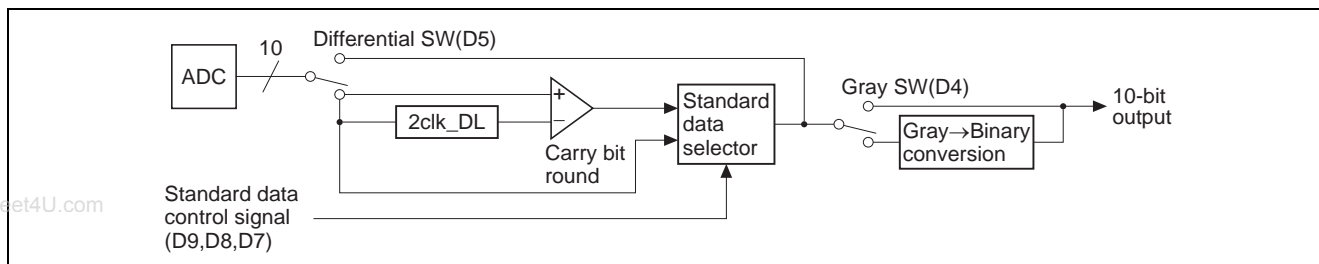 10
Differential SW(D5)
ADC
+
−
2clk_DL
Carry bit
round
Standard
data
selector
Gray SW(D4)
10-bit
output
Gray→Binary
conversion
Standard data
control signal
(D9,D8,D7)
eet4U.com